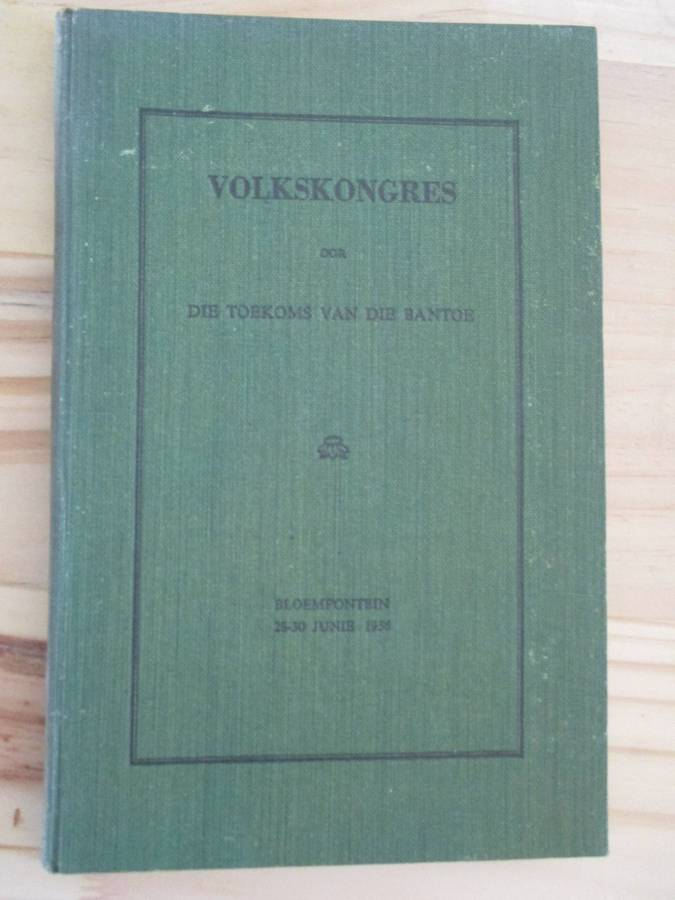 VOLKSKONGRES
OOR
DIE TOEKOMS VAN DIE BANTOE
BLOEMFONTEIN
28-30 JUNIE 1956